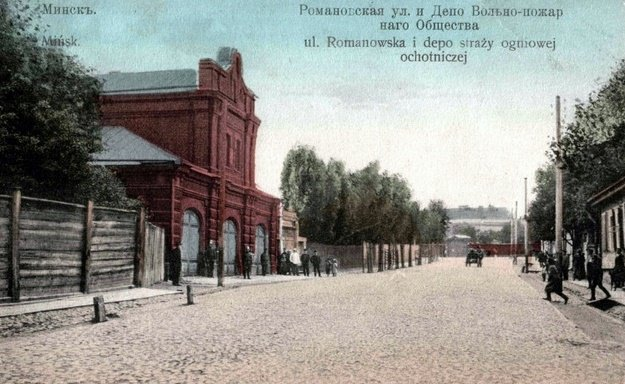 Минскъ.
Mińsk.
Романовская ул. и Депо Вольно-пожар
наго Общества
ul. Romanowska i depo straży ogniowej
ochotniczej